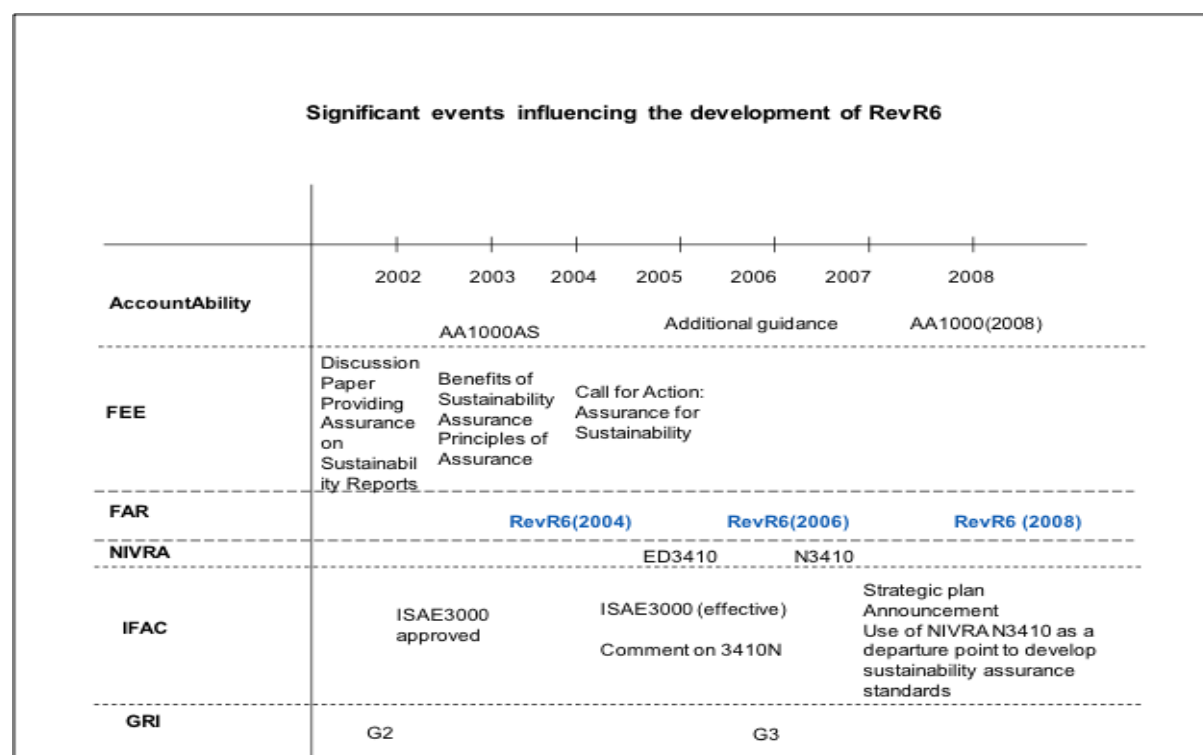 Significant events influencing the development of RevR6
2002 2003 2004 2005 2006 2007 2008
AccountAbility
AA1000AS
Additional guidance
AA1000(2008)
FEE
Discussion
Paper
Providing
Assurance
on
Sustainabil
ity Reports
Benefits of
Sustainability
Assurance
Principles of
Assurance
Call for Action:
Assurance for
Sustainability
FAR
RevR6(2004)
RevR6(2006)
RevR6 (2008)
NIVRA
ED3410
N3410
IFAC
ISAE3000
approved
ISAE3000 (effective)
Comment on 3410N
Strategic plan
Announcement
Use of NIVRA N3410 as a
departure point to develop
sustainability assurance
standards
GRI
G2
G3